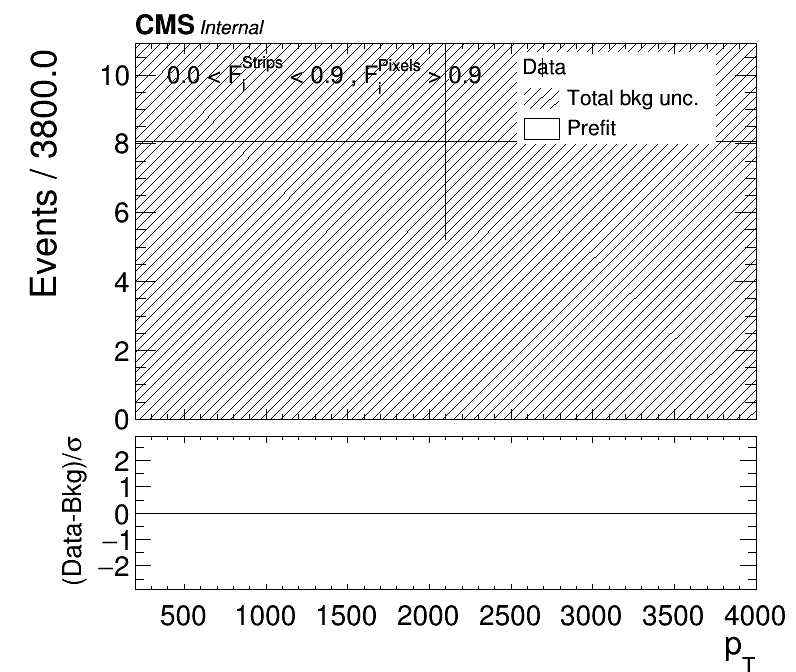 CMS Internal
0.0 < F_i^Strips < 0.9 , F_i^Pixels > 0.9
Data
Total bkg unc.
Prefit
Events / 3800.0
10
8
6
4
2
0
(Data-Bkg)/σ
2
1
0
−1
−2
500 1000 1500 2000 2500 3000 3500 4000
p_T